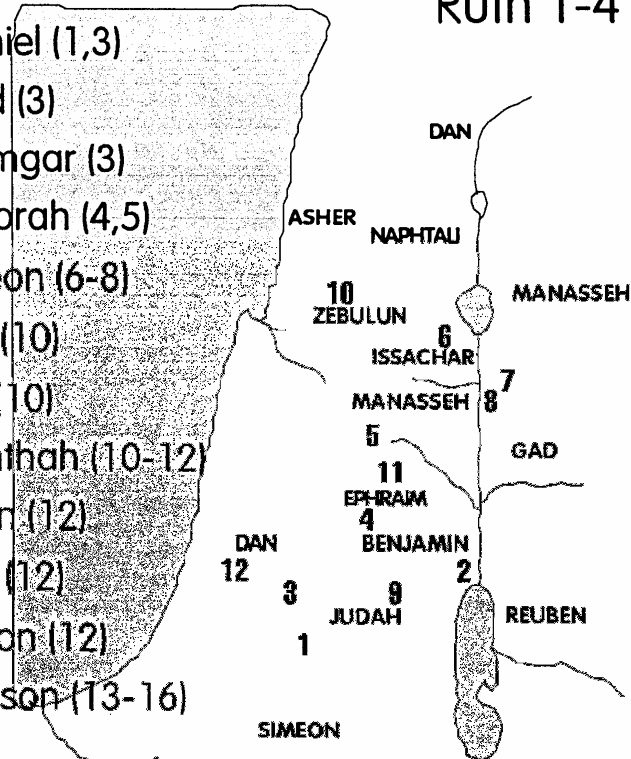 Ruth 1-4
niel (1,3)
d (3)
mgar (3)
orah (4,5)
eon (6-8)
(10)
(10)
thah (10-12)
n (12)
(12)
on (12)
son (13-16)
DAN
ASHER
NAPHTALI
10
ZEBULUN
MANASSEH
6
ISSACHAR
7
MANASSEH 8
5
GAD
11
EPHRAIM
4
DAN
BENJAMIN
12
2
3
9
JUDAH
REUBEN
1
SIMEON